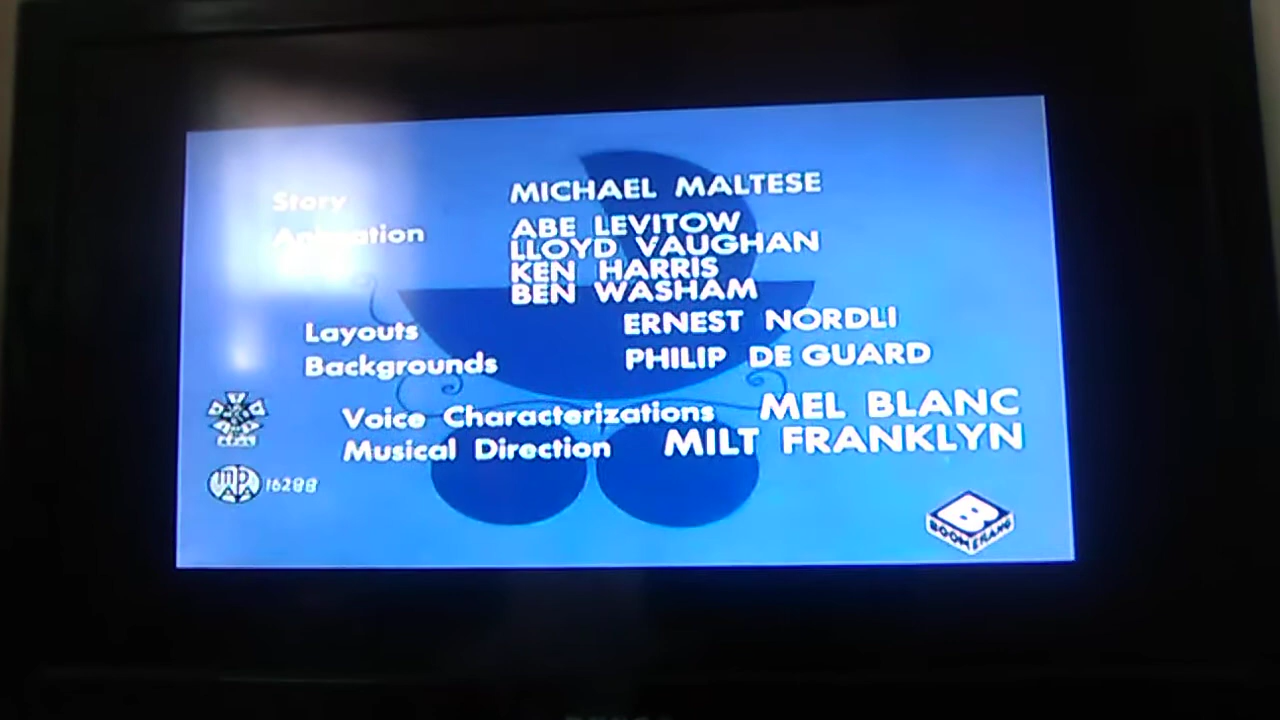 Story MICHAEL MALTESE
Animation ABE LEVITOW
LLOYD VAUGHAN
KEN HARRIS
BEN WASHAM
Layouts ERNEST NORDLI
Backgrounds PHILIP DE GUARD
Voice Characterizations MEL BLANC
Musical Direction MILT FRANKLYN
16288
BOOMERANG